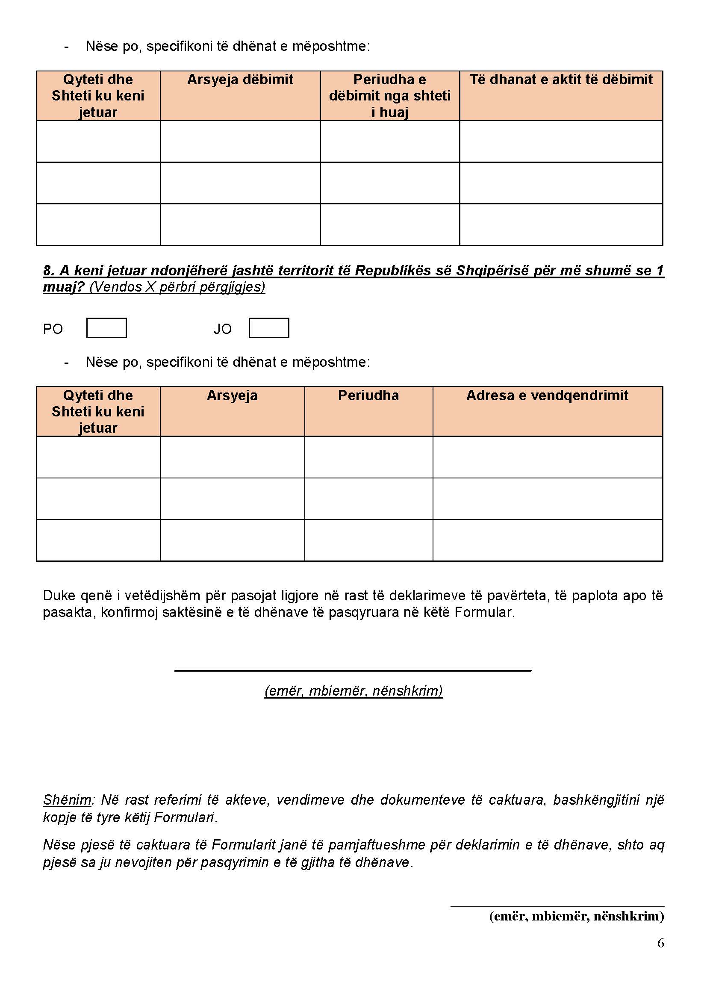 - Nëse po, specifikoni të dhënat e mëposhtme:
Qyteti dhe
Shteti ku keni
jetuar
Arsyeja dëbimit
Periudha e
dëbimit nga shteti
i huaj
Të dhanat e aktit të dëbimit
8. A keni jetuar ndonjëherë jashtë territorit të Republikës së Shqipërisë për më shumë se 1
muaj? (Vendos X përbri përgjigjes)
PO JO
- Nëse po, specifikoni të dhënat e mëposhtme:
Qyteti dhe
Shteti ku keni
jetuar
Arsyeja
Periudha
Adresa e vendqendrimit
Duke qenë i vetëdijshëm për pasojat ligjore në rast të deklarimeve të pavërteta, të paplota apo të
pasakta, konfirmoj saktësinë e të dhënave të pasqyruara në këtë Formular.
(emër, mbiemër, nënshkrim)
Shënim: Në rast referimi të akteve, vendimeve dhe dokumenteve të caktuara, bashkëngjitini një
kopje të tyre këtij Formulari.
Nëse pjesë të caktuara të Formularit janë të pamjaftueshme për deklarimin e të dhënave, shto aq
pjesë sa ju nevojiten për pasqyrimin e të gjitha të dhënave.
(emër, mbiemër, nënshkrim)
6